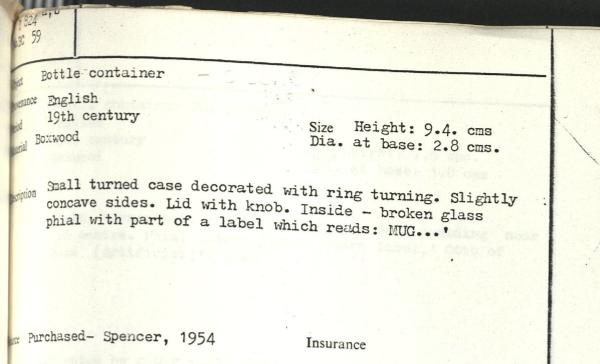 59
Bottle container
English
19th century
Size Height: 9.4. cms
Boxwood
Dia. at base: 2.8 cms.
Small turned case decorated with ring turning. Slightly
concave sides. Lid with knob. Inside - broken glass
phial with part of a label which reads: MUG...'
Purchased- Spencer, 1954
Insurance